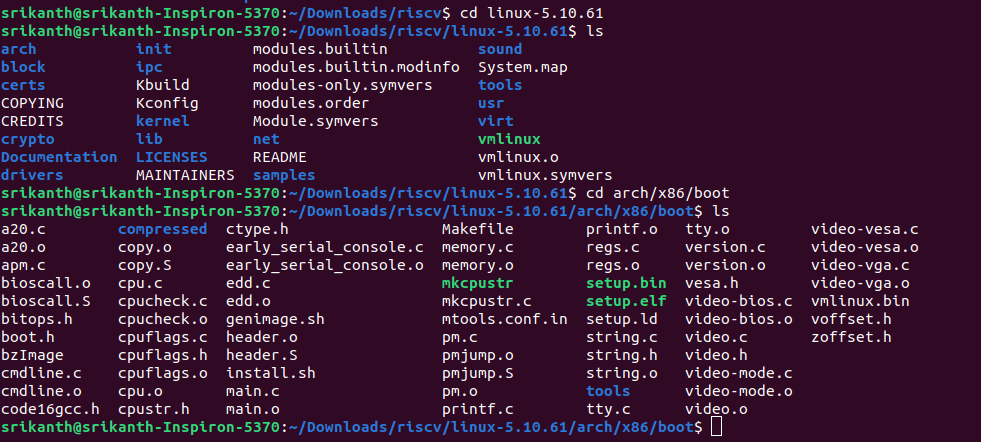 srikanth@srikanth-Inspiron-5370:~/Downloads/riscv$ cd linux-5.10.61
srikanth@srikanth-Inspiron-5370:~/Downloads/riscv/linux-5.10.61$ ls
arch init modules.builtin sound
block ipc modules.builtin.modinfo System.map
certs Kbuild modules-only.symvers tools
COPYING Kconfig modules.order usr
CREDITS kernel Module.symvers virt
crypto lib net vmlinux
Documentation LICENSES README vmlinux.o
drivers MAINTAINERS samples vmlinux.symvers
srikanth@srikanth-Inspiron-5370:~/Downloads/riscv/linux-5.10.61$ cd arch/x86/boot
srikanth@srikanth-Inspiron-5370:~/Downloads/riscv/linux-5.10.61/arch/x86/boot$ ls
a20.c compressed ctype.h Makefile printf.o tty.o video-vesa.c
a20.o copy.o early_serial_console.c memory.c regs.c version.c video-vesa.o
apm.c copy.S early_serial_console.o memory.o regs.o version.o video-vga.c
bioscall.o cpu.c edd.c mkcpustr setup.bin vesa.h video-vga.o
bioscall.S cpucheck.c edd.o mkcpustr.c setup.elf video-bios.c vmlinux.bin
bitops.h cpucheck.o genimage.sh mtools.conf.in setup.ld video-bios.o voffset.h
boot.h cpuflags.c header.o pm.c string.c video.c zoffset.h
bzImage cpuflags.h header.S pmjump.o string.h video.h
cmdline.c cpuflags.o install.sh pmjump.S string.o video-mode.c
cmdline.o cpu.o main.c pm.o tools video-mode.o
code16gcc.h cpustr.h main.o printf.c tty.c video.o
srikanth@srikanth-Inspiron-5370:~/Downloads/riscv/linux-5.10.61/arch/x86/boot$